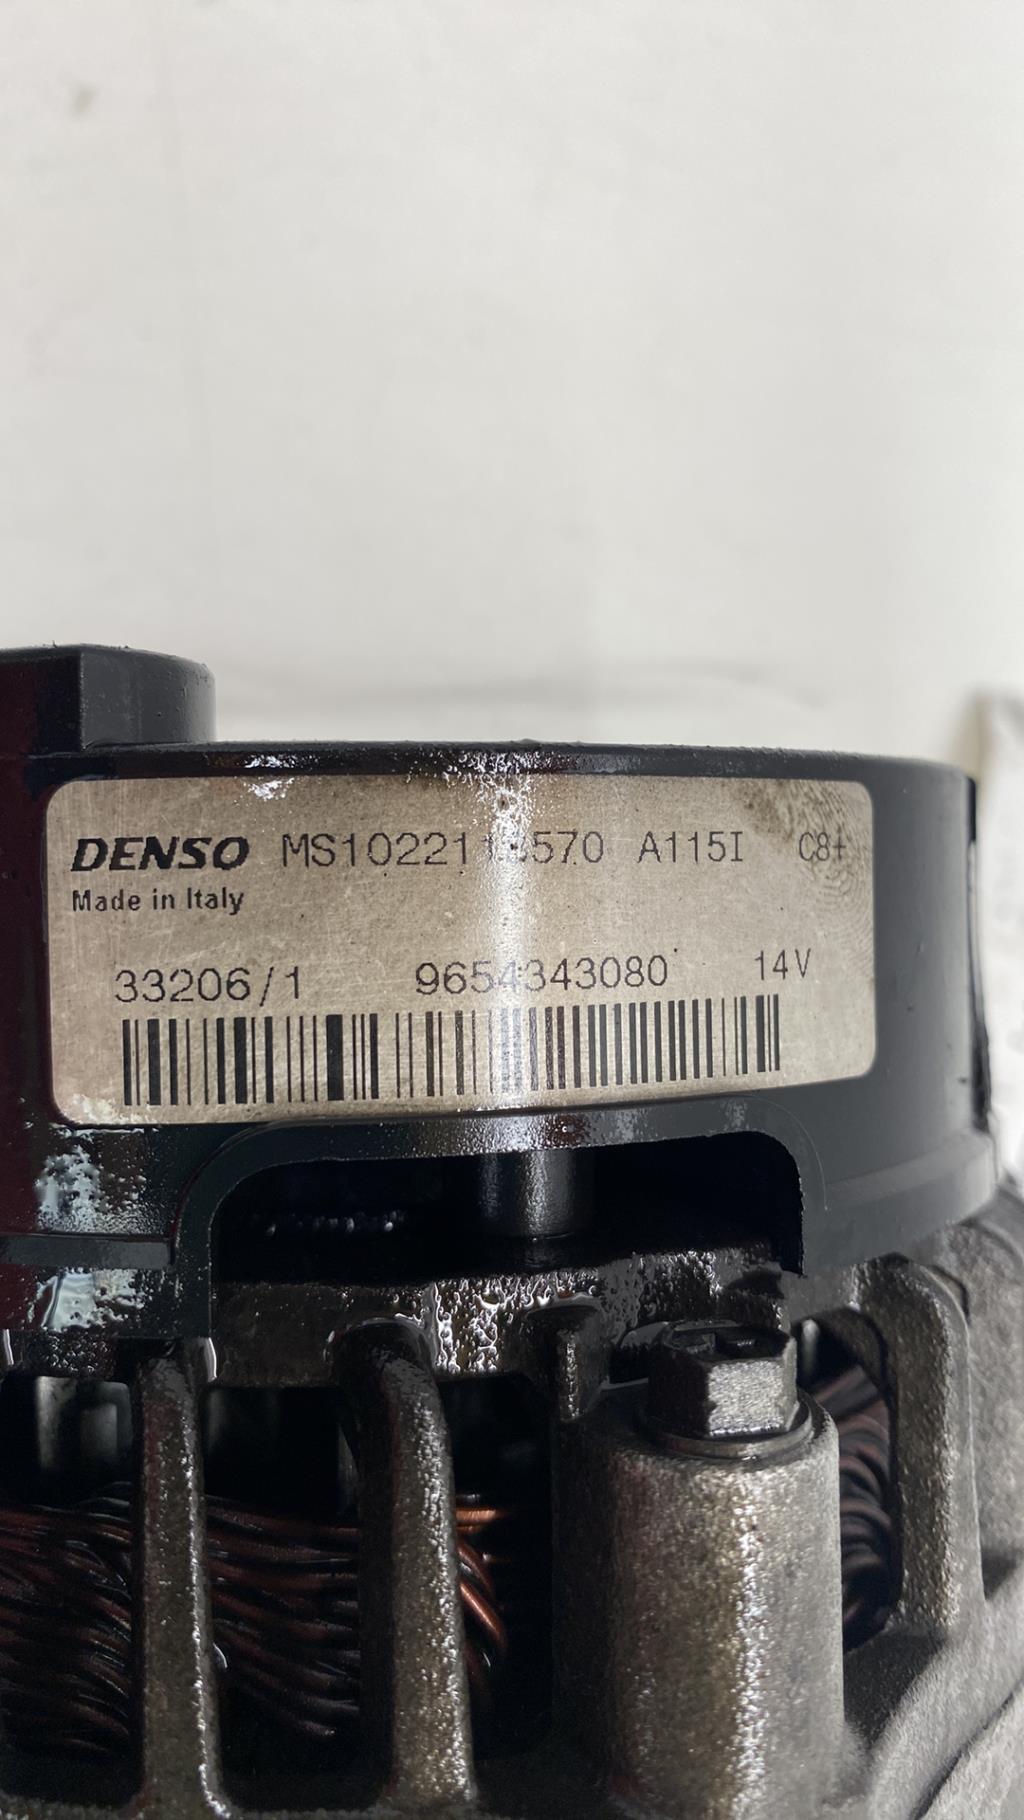 DENSO A115I C8+
Made in Italy
33206/1 9654343080 14V